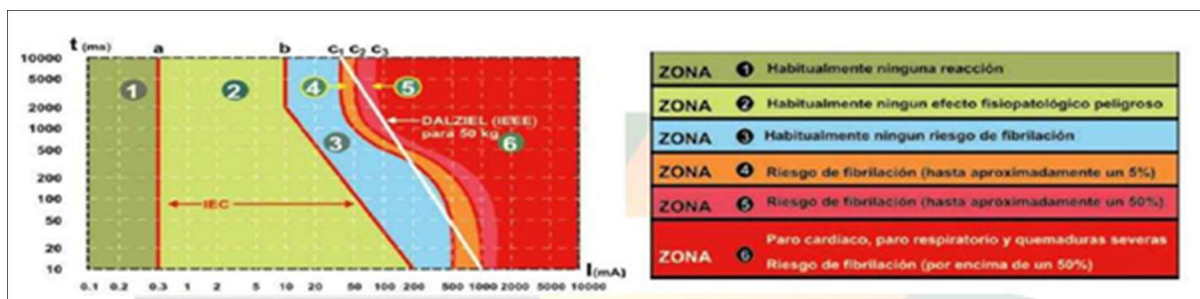 t (ms)
a
b
c1
c2
c3
10000
5000
2000
1000
500
200
100
50
20
10
1
2
4
5
3
6
DALZIEL (IEEE)
para 50 kg
IEC
I(mA)
0.1 0.2 0.3 1 2 5 10 20 50 100 200 500 1000 2000 5000 10000
ZONA 1 Habitualmente ninguna reacción
ZONA 2 Habitualmente ningun efecto fisiopatológico peligroso
ZONA 3 Habitualmente ningun riesgo de fibrilación
ZONA 4 Riesgo de fibrilación (hasta aproximadamente un 5%)
ZONA 5 Riesgo de fibrilación (hasta aproximadamente un 50%)
ZONA 6 Paro cardíaco, paro respiratorio y quemaduras severas
Riesgo de fibrilación (por encima de un 50%)